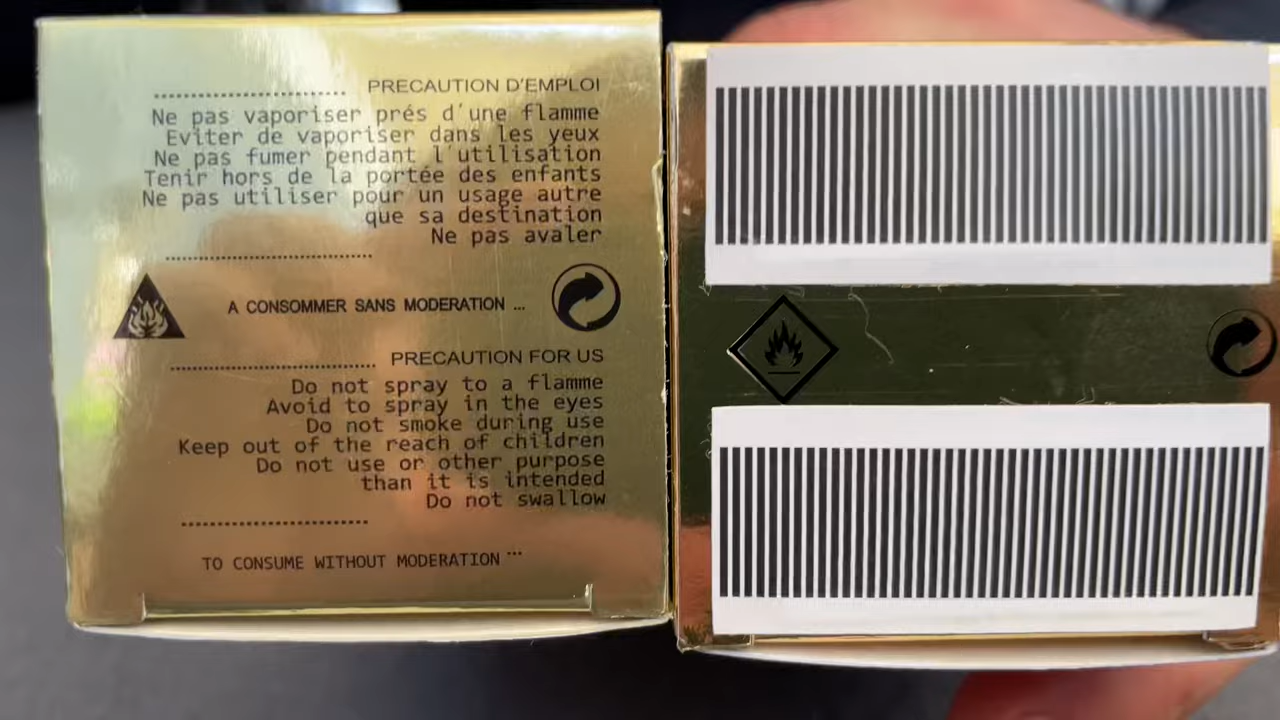 PRECAUTION D'EMPLOI
Ne pas vaporiser prés d'une flamme
Eviter de vaporiser dans les yeux
Ne pas fumer pendant l'utilisation
Tenir hors de la portée des enfants
Ne pas utiliser pour un usage autre
que sa destination
Ne pas avaler
A CONSOMMER SANS MODERATION ...
PRECAUTION FOR US
Do not spray to a flamme
Avoid to spray in the eyes
Do not smoke during use
Keep out of the reach of children
Do not use or other purpose
than it is intended
Do not swallow
TO CONSUME WITHOUT MODERATION ...